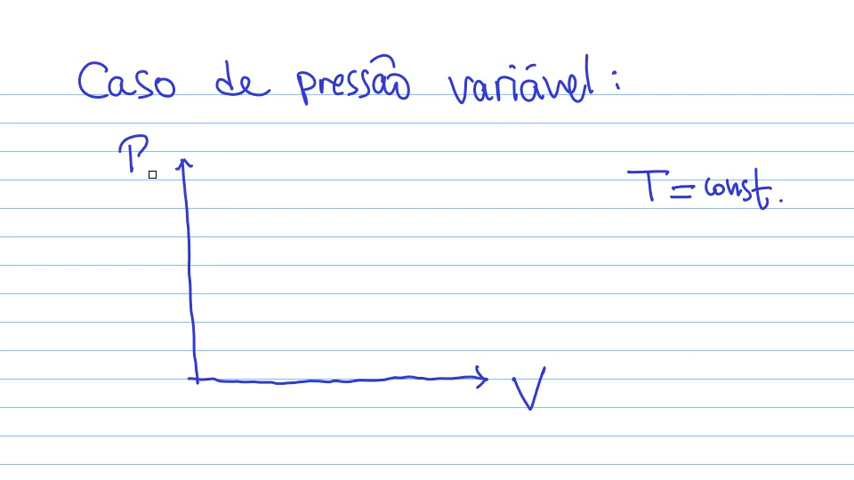 Caso de pressão variável:
P
T = const.
V